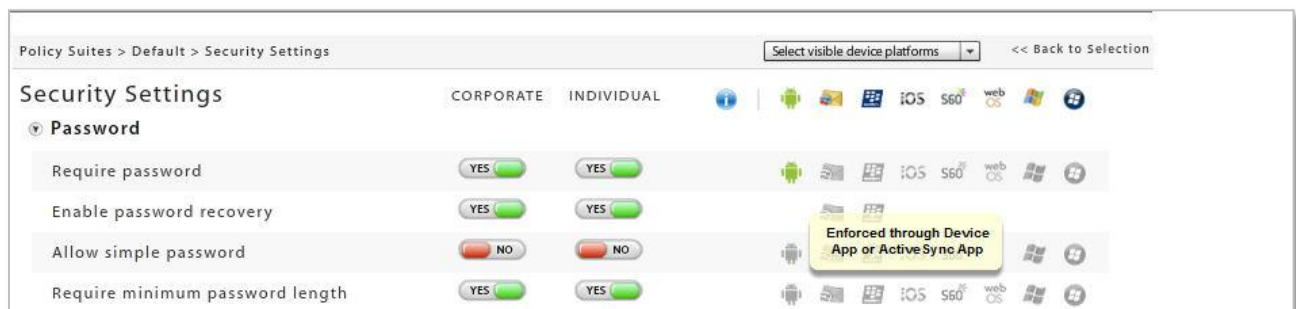 Policy Suites > Default > Security Settings
Select visible device platforms
<< Back to Selection
Security Settings
CORPORATE INDIVIDUAL
iOS S60 web OS
Password
Require password YES YES iOS S60 web OS
Enable password recovery YES YES
Enforced through Device
App or ActiveSync App
Allow simple password NO NO
Require minimum password length YES YES iOS S60 web OS